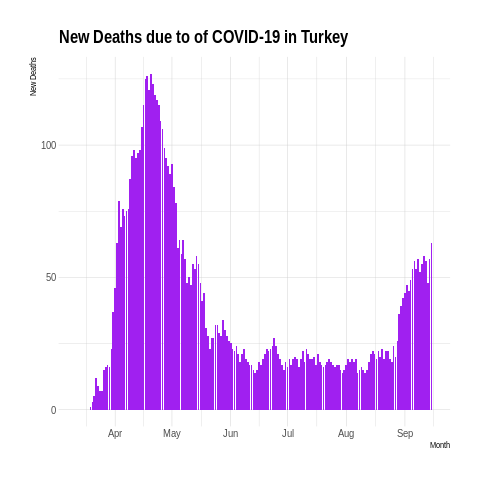 New Deaths due to of COVID-19 in Turkey
New Deaths
100
50
0
Apr May Jun Jul Aug Sep
Month